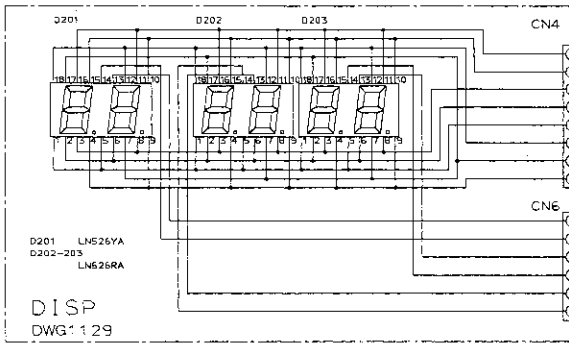 D201 D202 D203 CN4
18 17 16 15 14 13 12 11 10 18 17 16 15 14 13 12 11 10 18 17 16 15 14 13 12 11 10
1 2 3 4 5 6 7 8 9 1 2 3 4 5 6 7 8 9 1 2 3 4 5 6 7 8 9
CN6
D201 LN526YA
D202-203
LN626RA
DISP
DWG1129